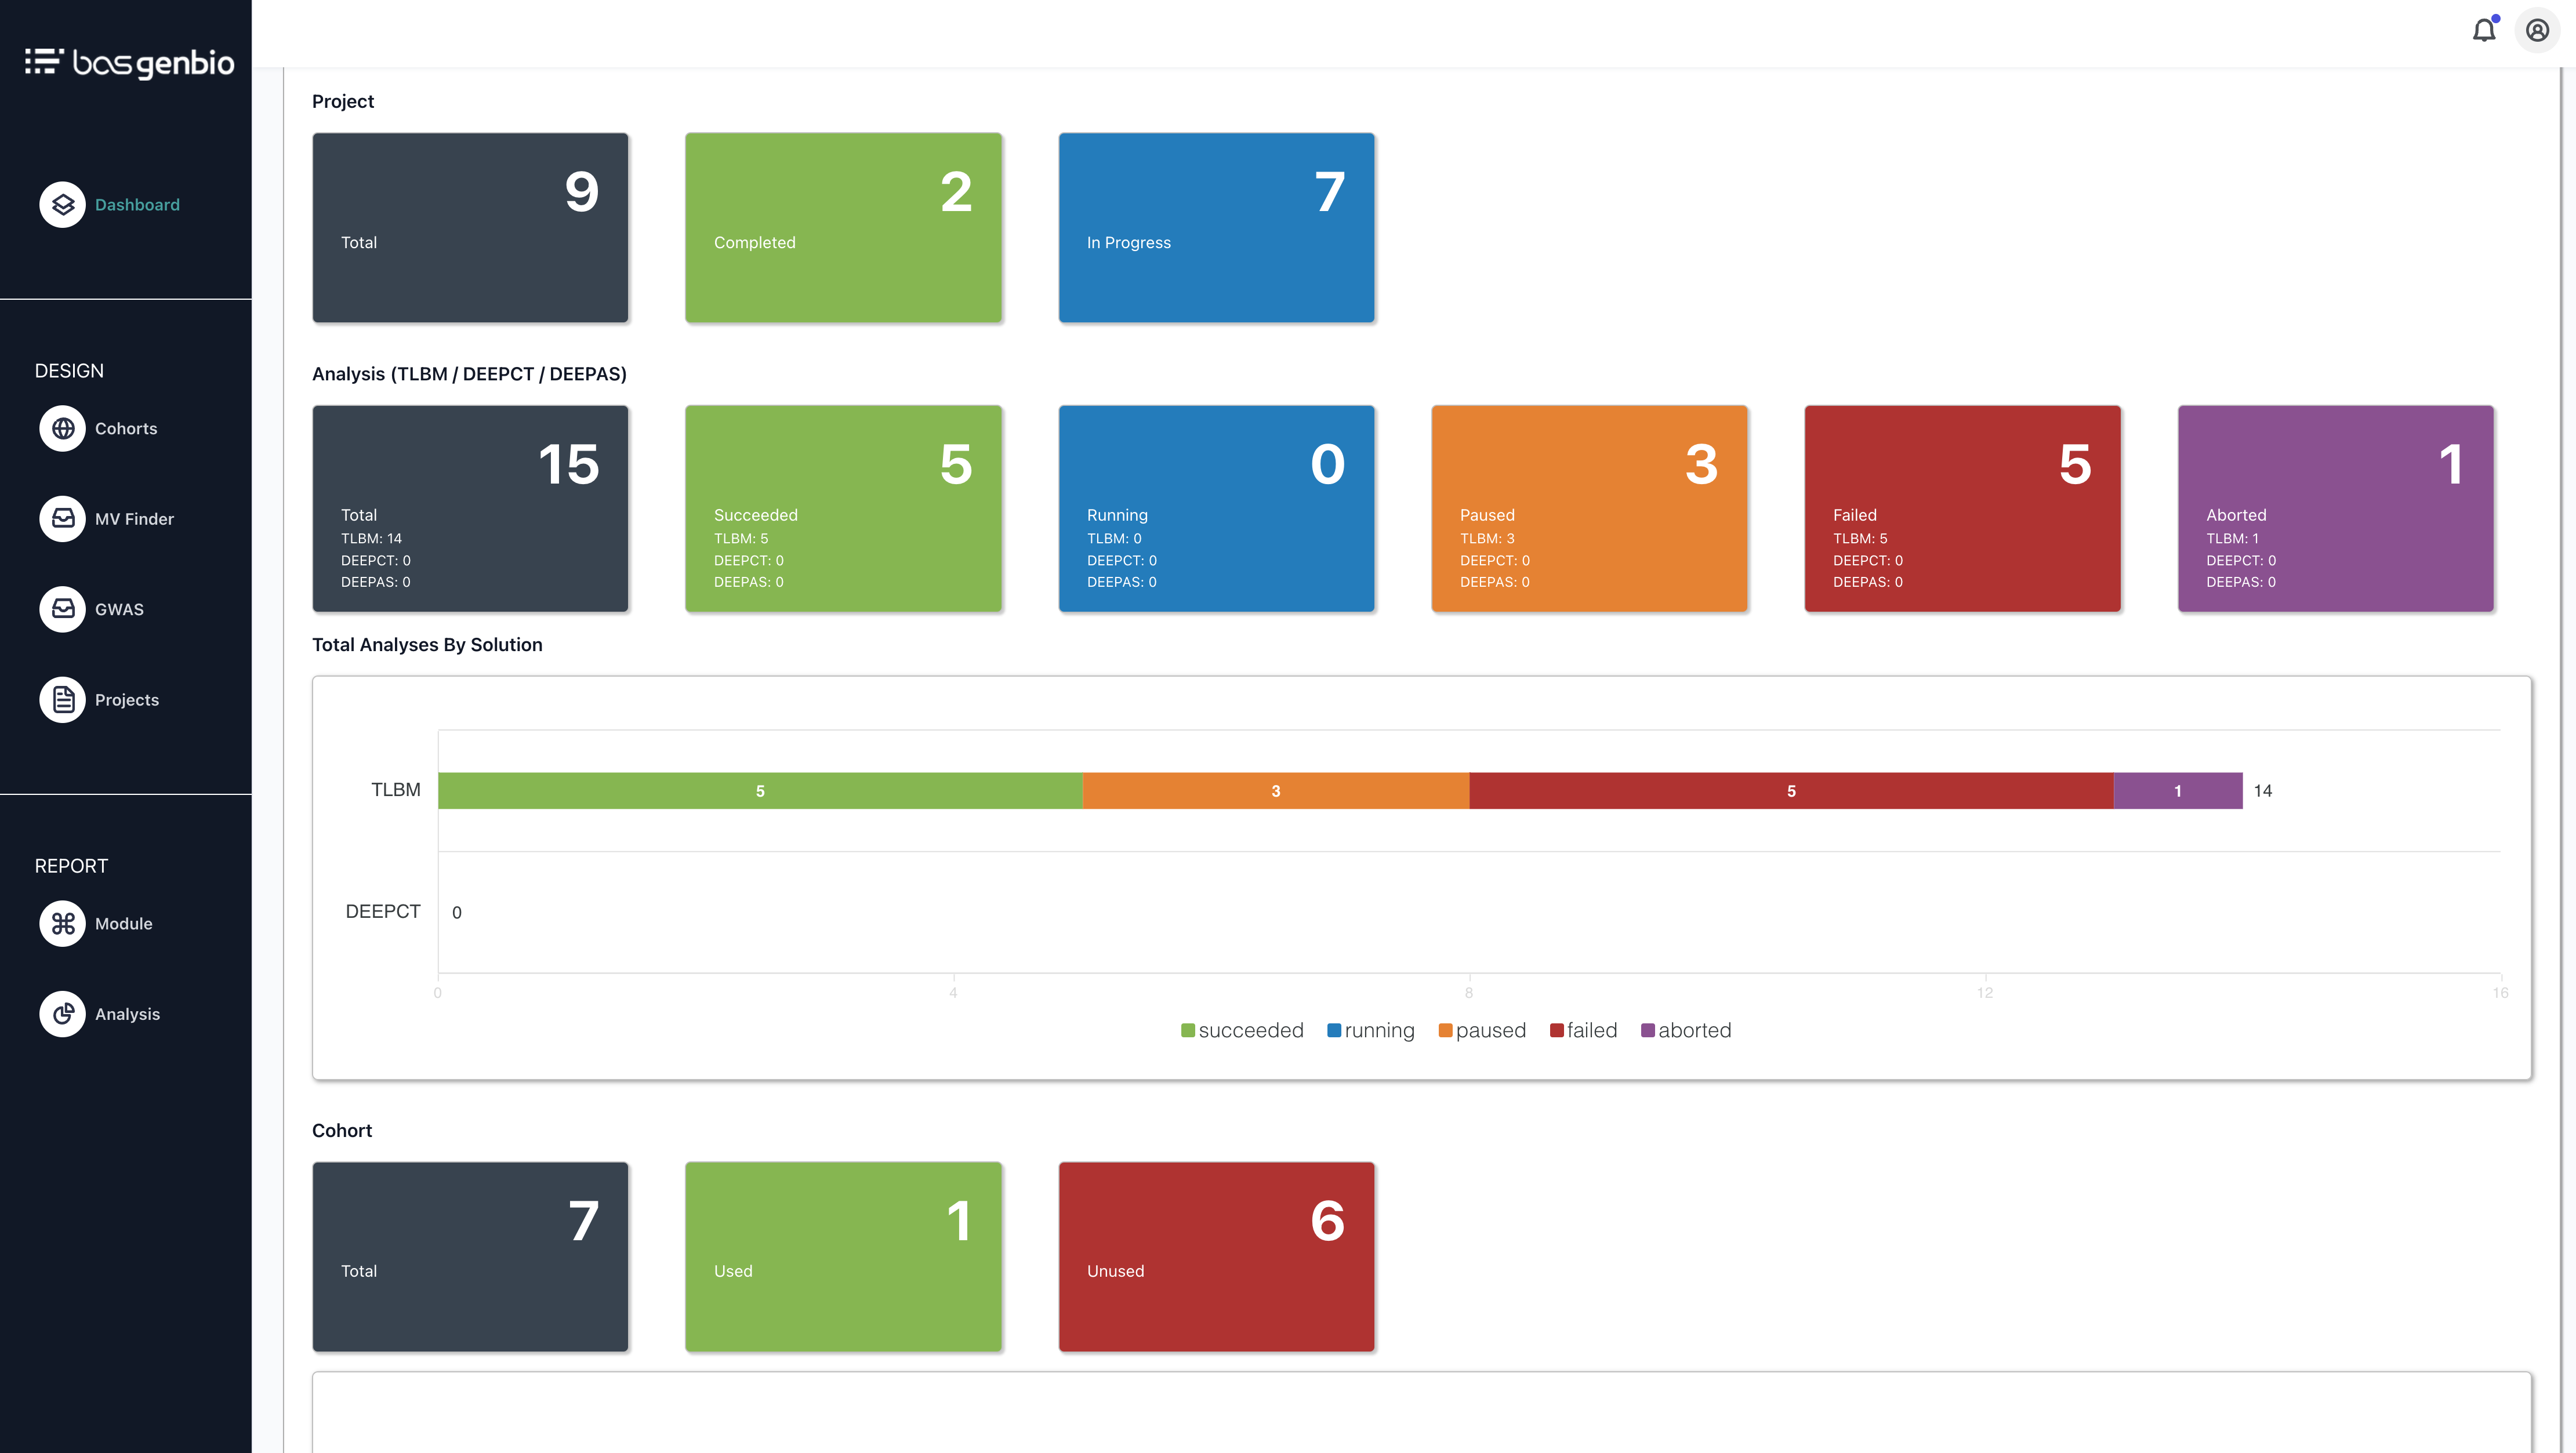 basgenbio
Dashboard
DESIGN
Cohorts
MV Finder
GWAS
Projects
REPORT
Module
Analysis
Project
9
Total
2
Completed
7
In Progress
Analysis (TLBM / DEEPCT / DEEPAS)
15
Total
TLBM: 14
DEEPCT: 0
DEEPAS: 0
5
Succeeded
TLBM: 5
DEEPCT: 0
DEEPAS: 0
0
Running
TLBM: 0
DEEPCT: 0
DEEPAS: 0
3
Paused
TLBM: 3
DEEPCT: 0
DEEPAS: 0
5
Failed
TLBM: 5
DEEPCT: 0
DEEPAS: 0
1
Aborted
TLBM: 1
DEEPCT: 0
DEEPAS: 0
Total Analyses By Solution
TLBM 5 3 5 1 14
DEEPCT 0
0 4 8 12 16
succeeded running paused failed aborted
Cohort
7
Total
1
Used
6
Unused